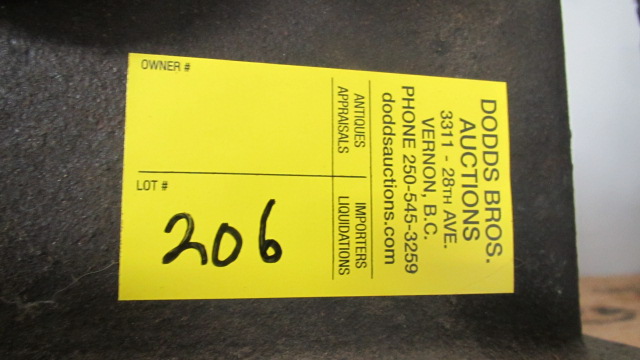 DODDS BROS.
AUCTIONS
3311 - 28TH AVE.
VERNON, B.C.
PHONE 250-545-3259
doddsauctions.com
ANTIQUES
APPRAISALS
IMPORTERS
LIQUIDATIONS
OWNER #
LOT #
206